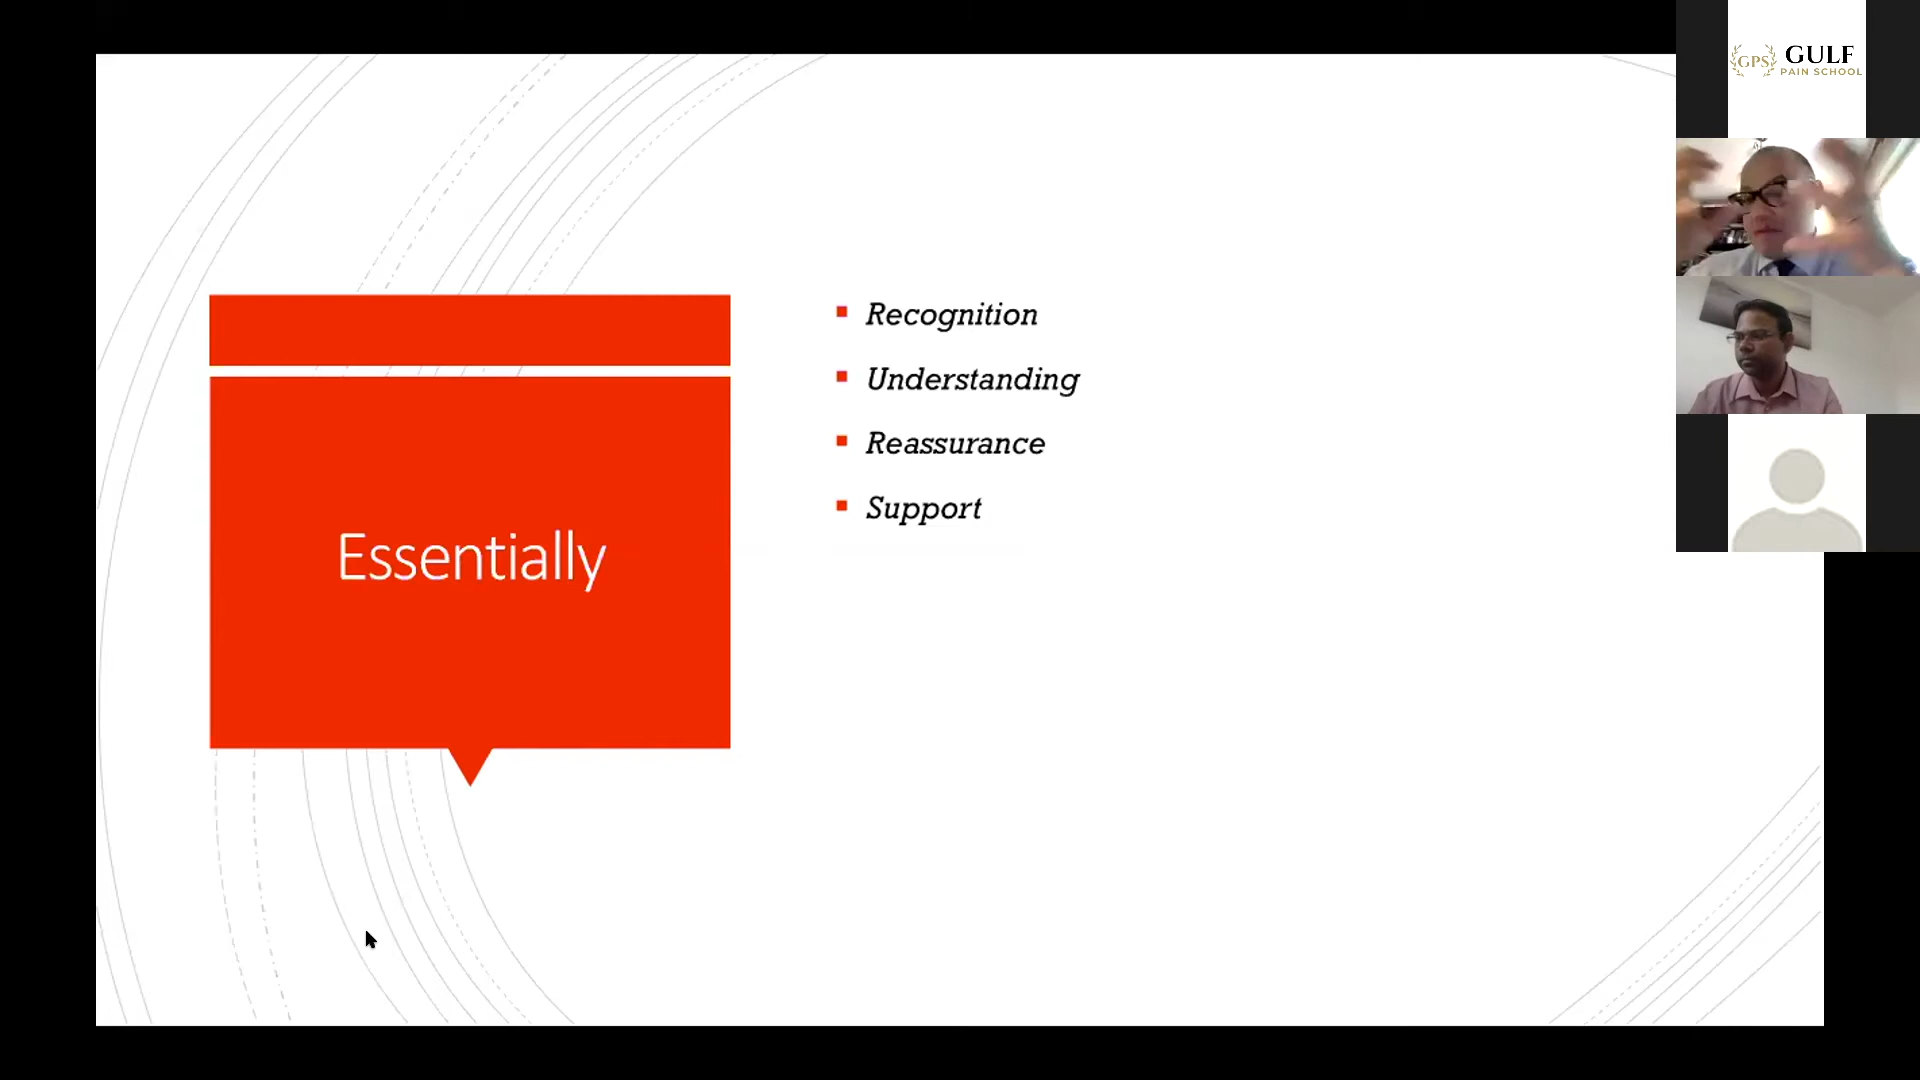 Essentially
Recognition
Understanding
Reassurance
Support
GPS
GULF
PAIN SCHOOL